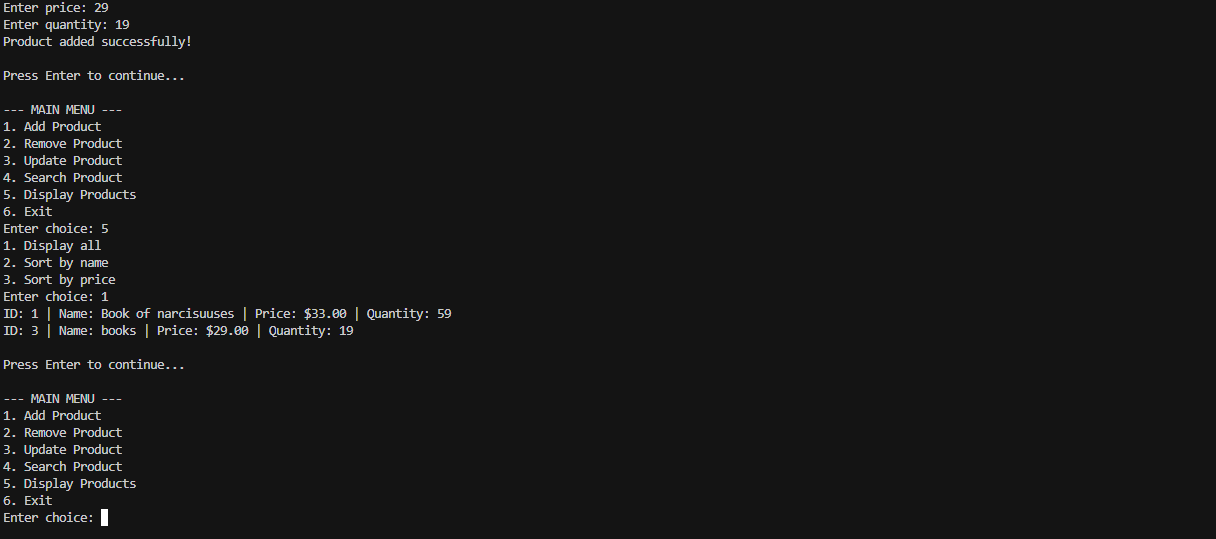 Enter price: 29
Enter quantity: 19
Product added successfully!
Press Enter to continue...
--- MAIN MENU ---
1. Add Product
2. Remove Product
3. Update Product
4. Search Product
5. Display Products
6. Exit
Enter choice: 5
1. Display all
2. Sort by name
3. Sort by price
Enter choice: 1
ID: 1 | Name: Book of narcisuuses | Price: $33.00 | Quantity: 59
ID: 3 | Name: books | Price: $29.00 | Quantity: 19
Press Enter to continue...
--- MAIN MENU ---
1. Add Product
2. Remove Product
3. Update Product
4. Search Product
5. Display Products
6. Exit
Enter choice: